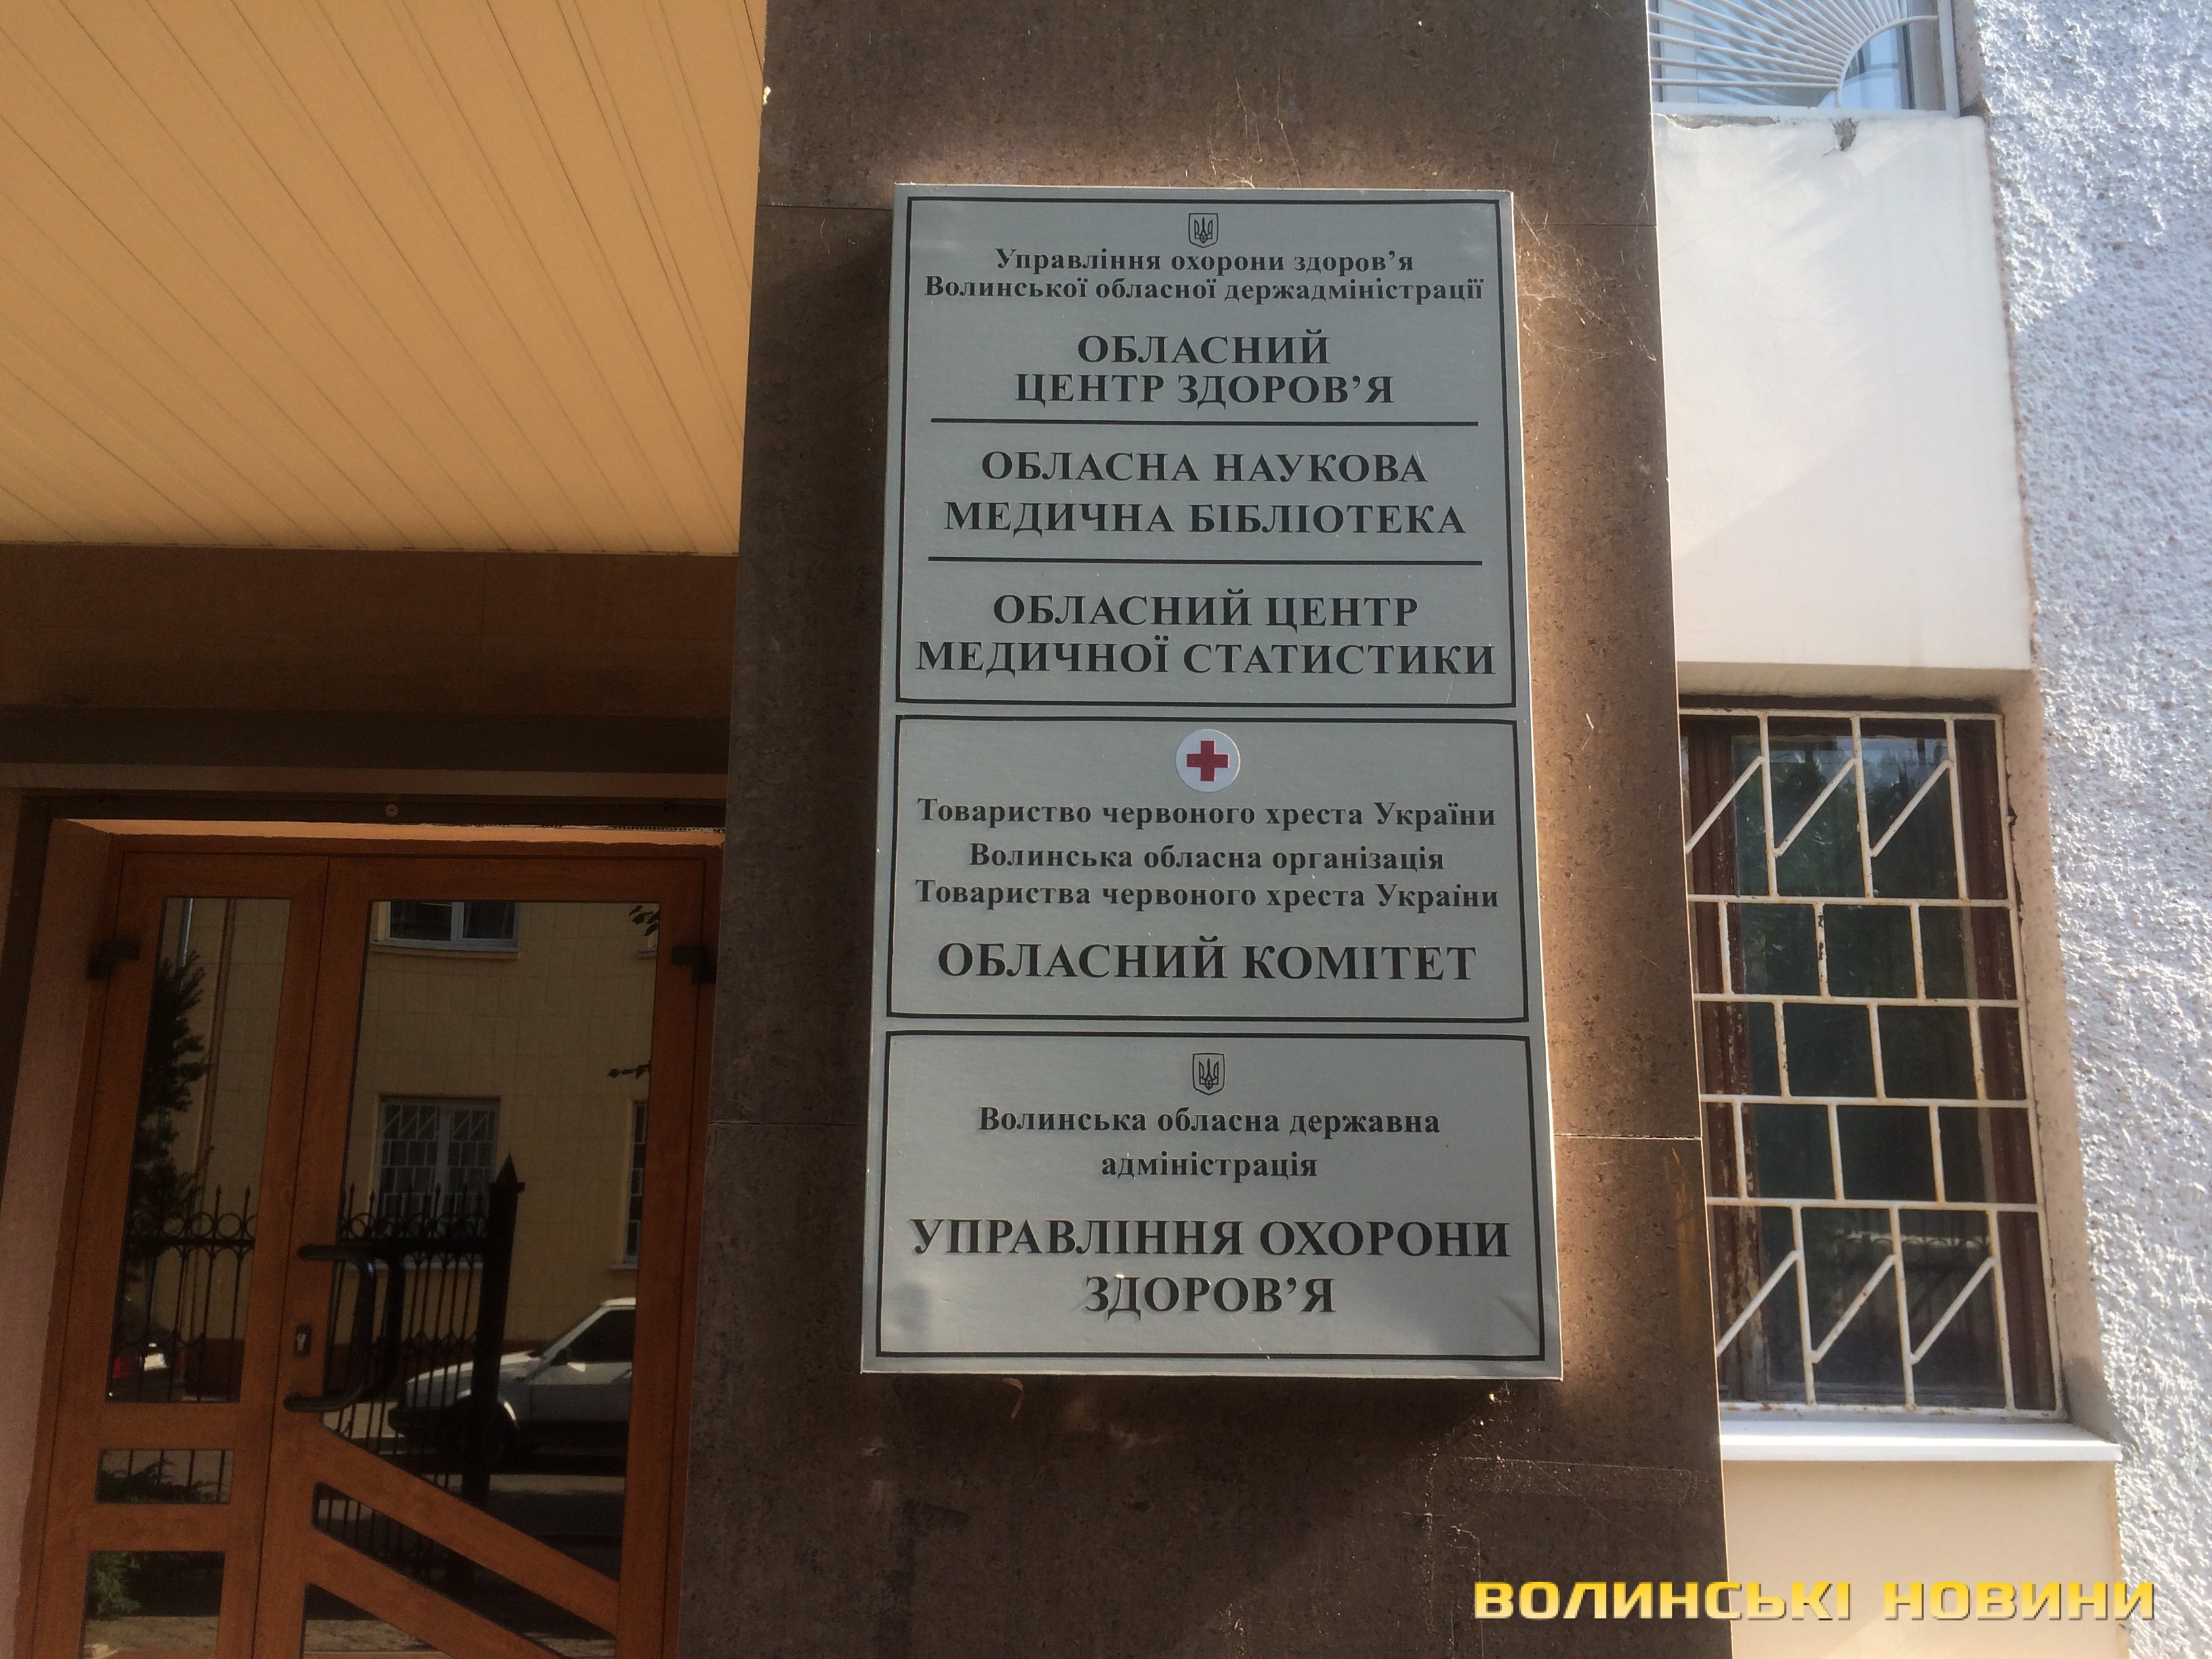 Управління охорони здоров’я
Волинської обласної держадміністрації
ОБЛАСНИЙ
ЦЕНТР ЗДОРОВ’Я
ОБЛАСНА НАУКОВА
МЕДИЧНА БІБЛІОТЕКА
ОБЛАСНИЙ ЦЕНТР
МЕДИЧНОЇ СТАТИСТИКИ
Товариство червоного хреста України
Волинська обласна організація
Товариства червоного хреста України
ОБЛАСНИЙ КОМІТЕТ
Волинська обласна державна
адміністрація
УПРАВЛІННЯ ОХОРОНИ
ЗДОРОВ’Я
ВОЛИНСЬКІ НОВИНИ